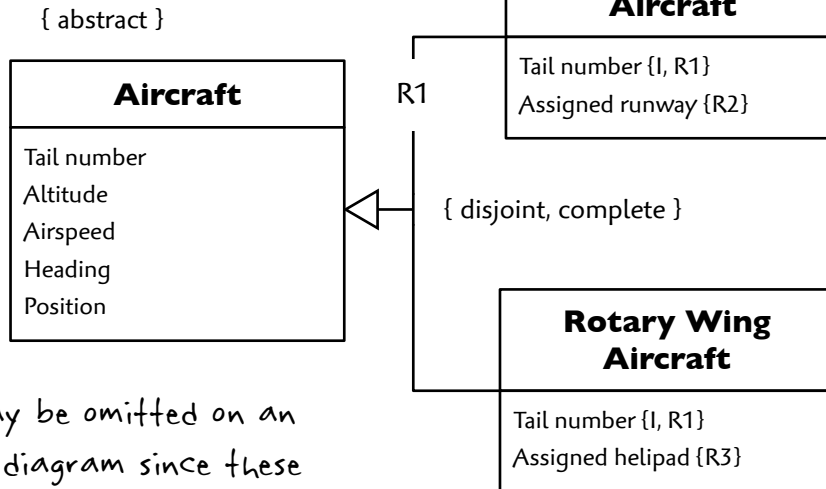 { abstract }
Aircraft
Tail number
Altitude
Airspeed
Heading
Position
R1
Aircraft
Tail number {I, R1}
Assigned runway {R2}
{ disjoint, complete }
Rotary Wing
Aircraft
Tail number {I, R1}
Assigned helipad {R3}
be omitted on an
diagram since these